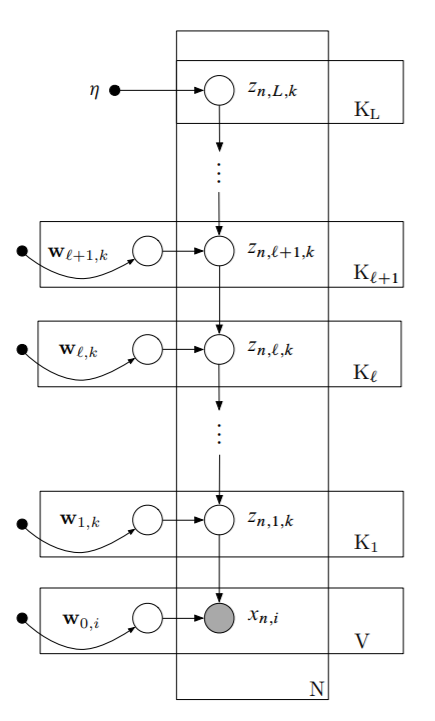 η z_{n,L,k}
K_L
⋮
w_{ℓ+1,k} z_{n,ℓ+1,k}
K_{ℓ+1}
w_{ℓ,k} z_{n,ℓ,k}
K_ℓ
⋮
w_{1,k} z_{n,1,k}
K_1
w_{0,i} x_{n,i}
V
N